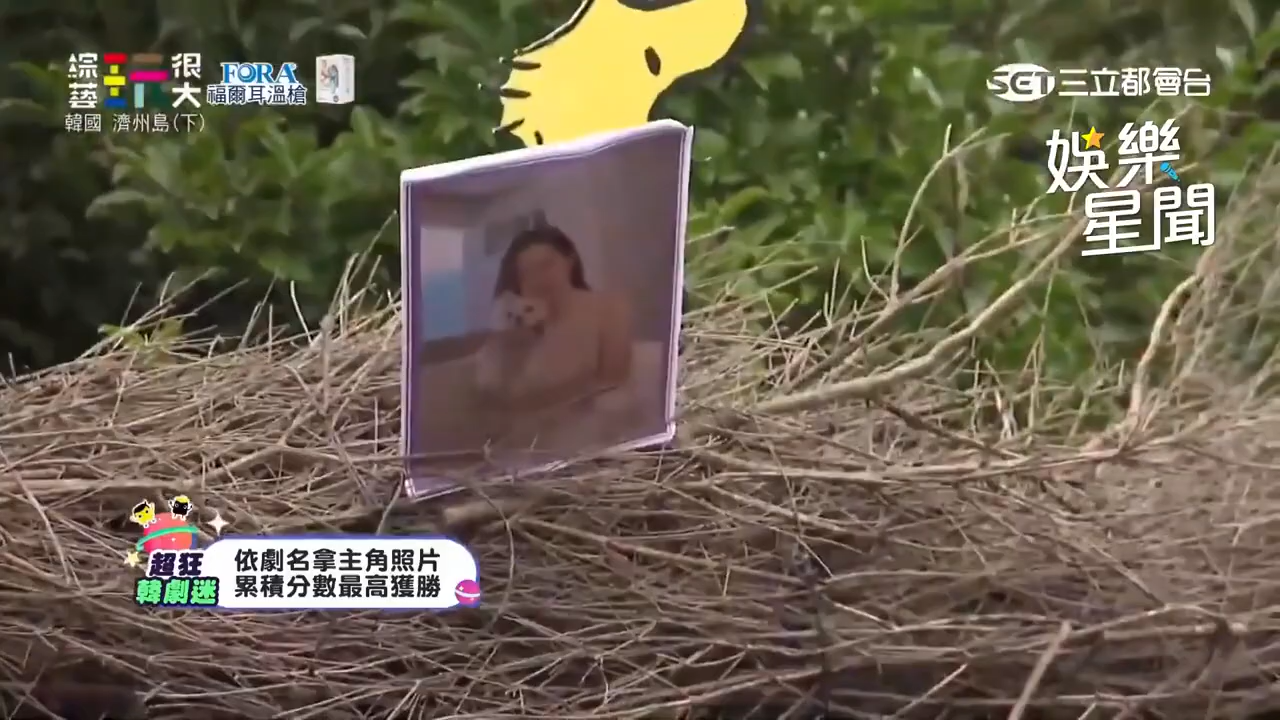 綜藝玩很大
FORA
福爾耳溫槍
韓國 濟州島(下)
SET三立都會台
娛樂
星聞
超狂
韓劇迷
依劇名拿主角照片
累積分數最高獲勝